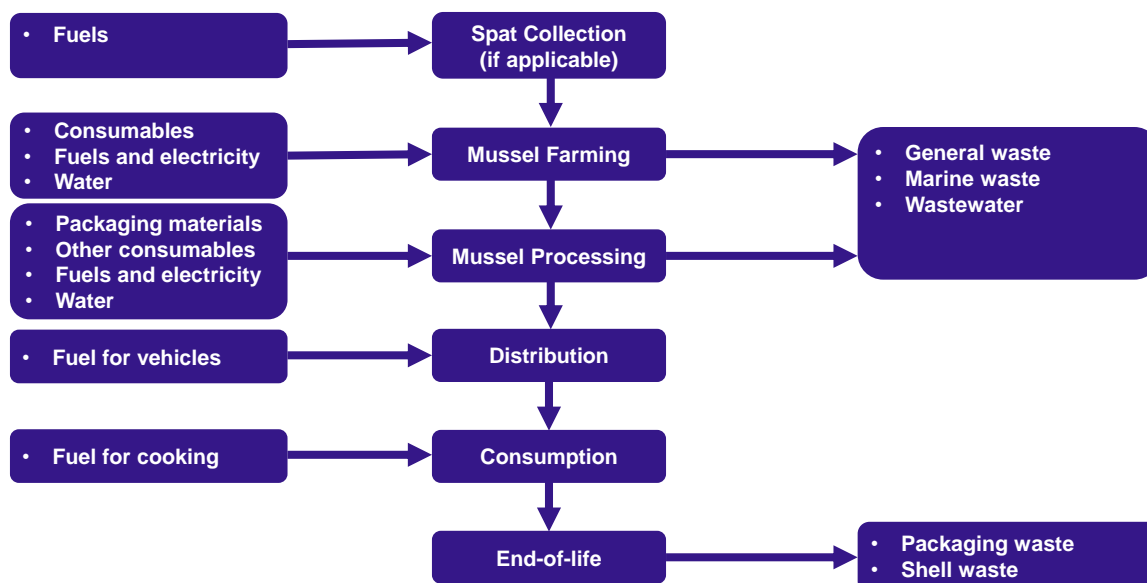 • Fuels
Spat Collection
(if applicable)
• Consumables
• Fuels and electricity
• Water
Mussel Farming
• General waste
• Marine waste
• Wastewater
• Packaging materials
• Other consumables
• Fuels and electricity
• Water
Mussel Processing
• Fuel for vehicles
Distribution
• Fuel for cooking
Consumption
End-of-life
• Packaging waste
• Shell waste